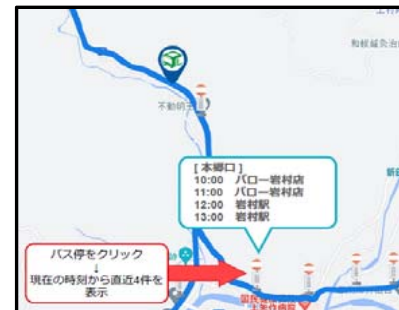 不動明王
[ 本郷口 ]
10:00 バロー岩村店
11:00 バロー岩村店
12:00 岩村駅
13:00 岩村駅
バス停をクリック
↓
現在の時刻から直近4件を
表示